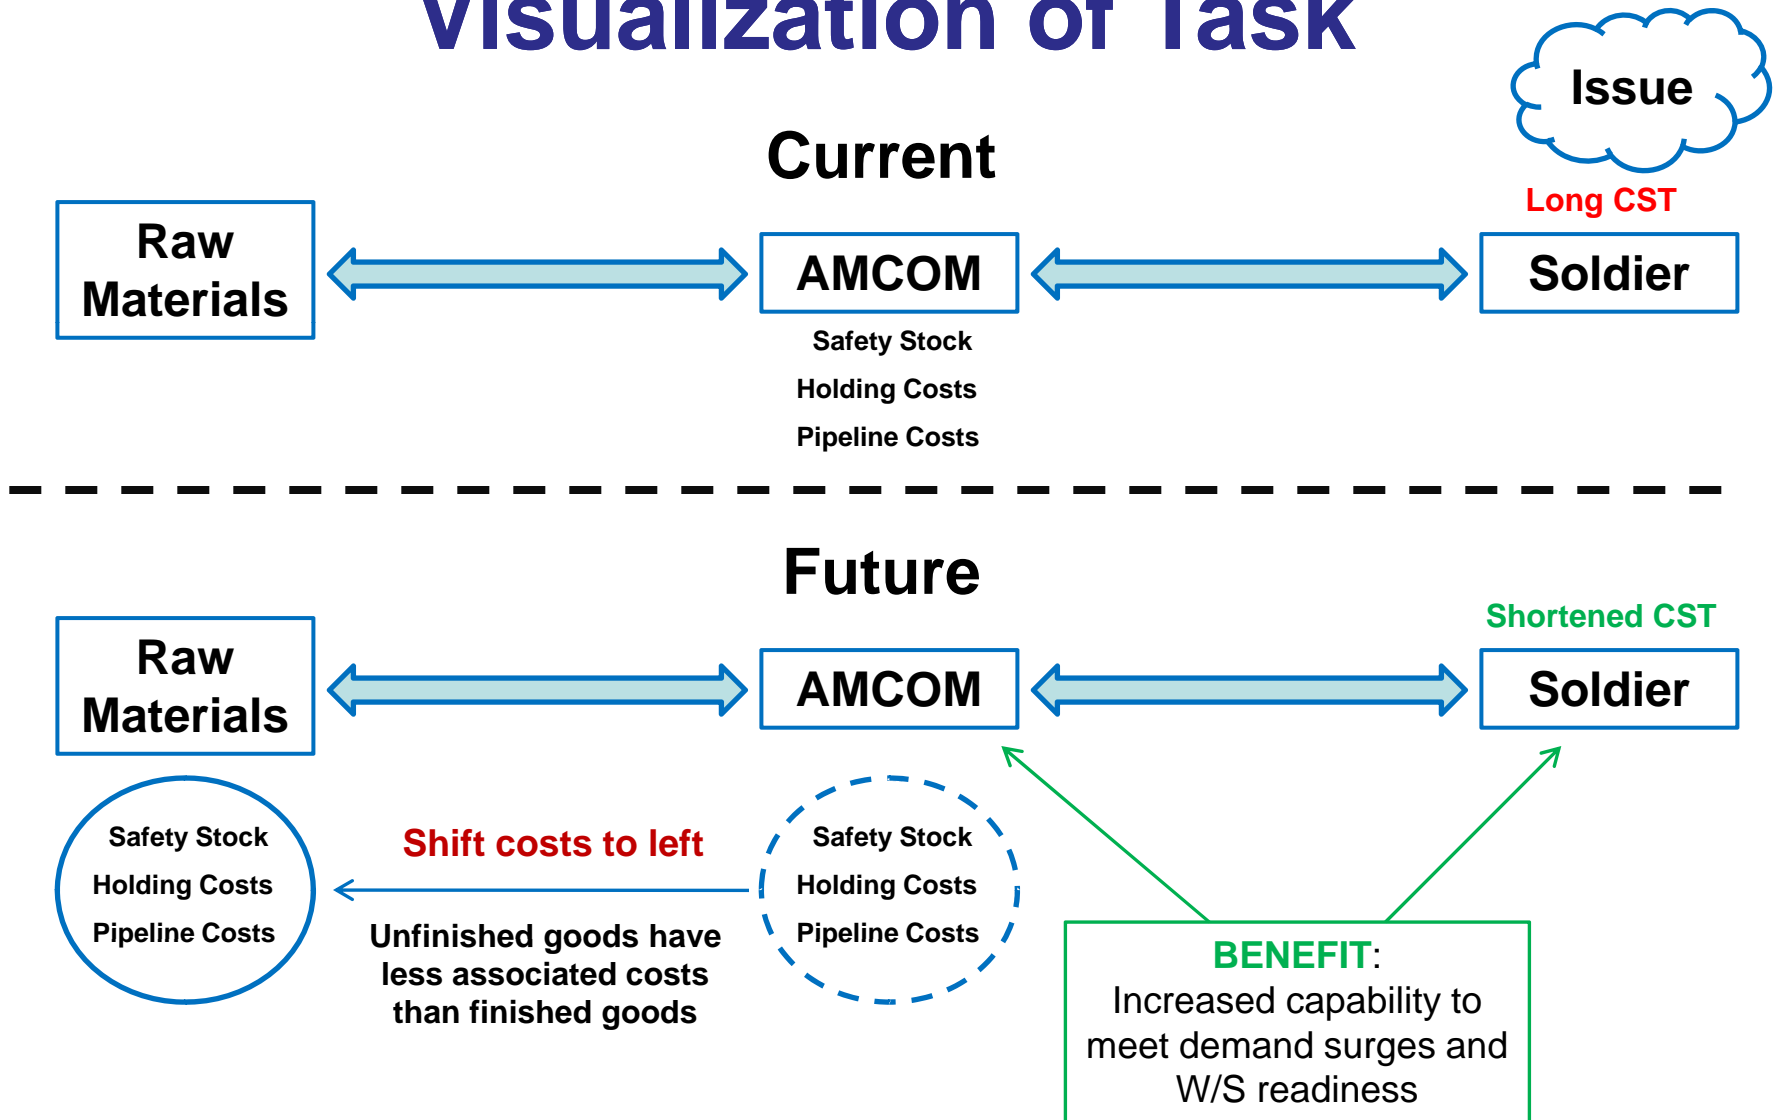 Visualization of Task
Issue
Current
Long CST
Raw
Materials
AMCOM
Soldier
Safety Stock
Holding Costs
Pipeline Costs
Future
Shortened CST
Raw
Materials
AMCOM
Soldier
Safety Stock
Holding Costs
Pipeline Costs
Shift costs to left
Unfinished goods have
less associated costs
than finished goods
Safety Stock
Holding Costs
Pipeline Costs
BENEFIT:
Increased capability to
meet demand surges and
W/S readiness